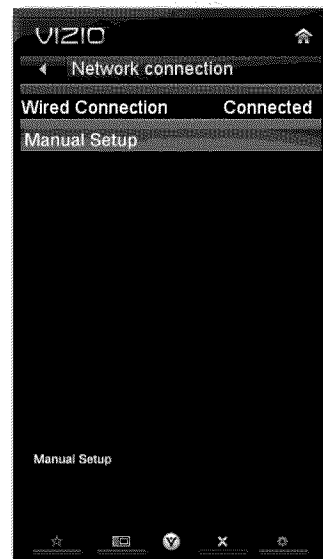 VIZIO
Network connection
Wired Connection Connected
Manual Setup
Manual Setup